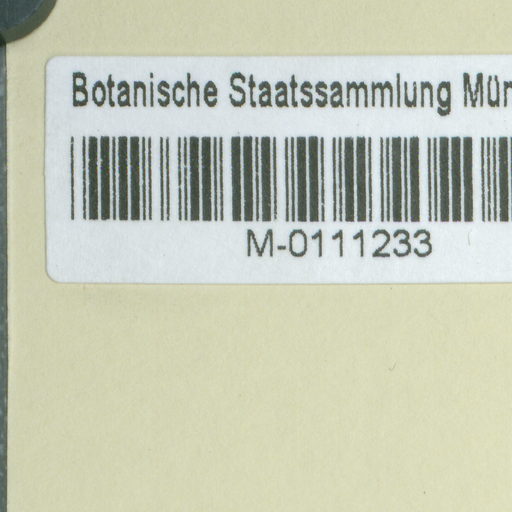 Botanische Staatssammlung Mün
M-0111233